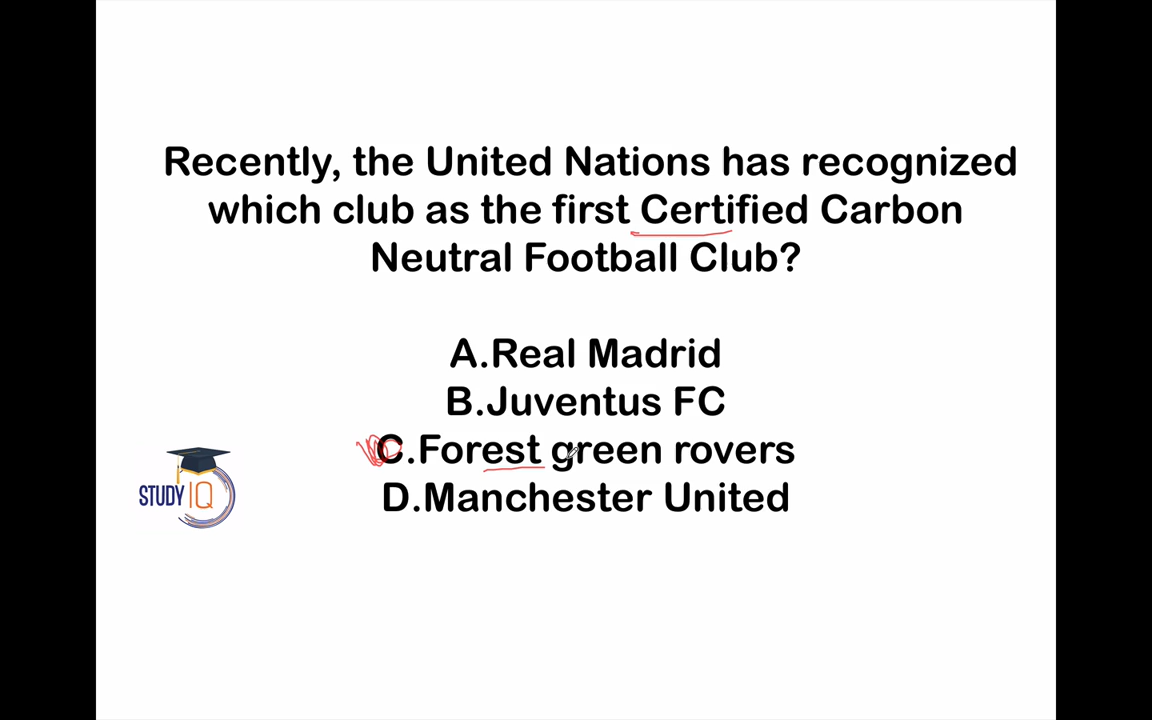 Recently, the United Nations has recognized
which club as the first Certified Carbon
Neutral Football Club?
A.Real Madrid
B.Juventus FC
C.Forest green rovers
D.Manchester United
STUDY IQ